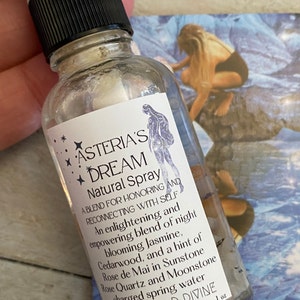 ASTERIA'S
DREAM
Natural Spray
A BLEND FOR HONORING AND
RECONNECTING WITH SELF
An enlightening and
empowering blend of night
blooming Jasmine,
Cedarwood, and a hint of
Rose de Mai in Sunstone
Rose Quartz and Moonstone
charged spring water